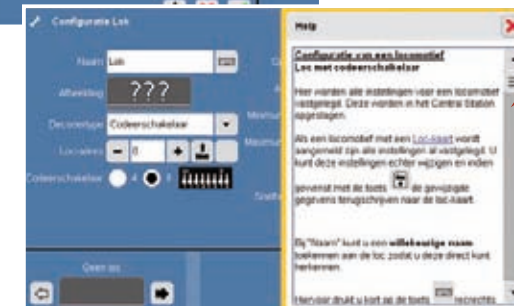 Configuratie Lok
Naam Lok
Afbeelding ???
Decodertype Codeerschakelaar
Locadres - 0 +
Codeerschakelaar 4 8
Geen loc
Help
Configuratie van een locomotief
Loc met codeerschakelaar
Hier worden alle instellingen voor een locomotief
vastgelegd. Deze worden in het Central Station
opgeslagen.
Als een locomotief met een Loc-kaart wordt
aangemeld zijn alle instellingen al vastgelegd. U
kunt deze instellingen echter wijzigen en indien
gewenst met de toets de gewijzigde
gegevens terugschrijven naar de loc-kaart.
Bij "Naam" kunt u een willekeurige naam
toekennen aan de loc zodat u deze direct kunt
herkennen.
Hiervoor drukt u kort op de toets rechts